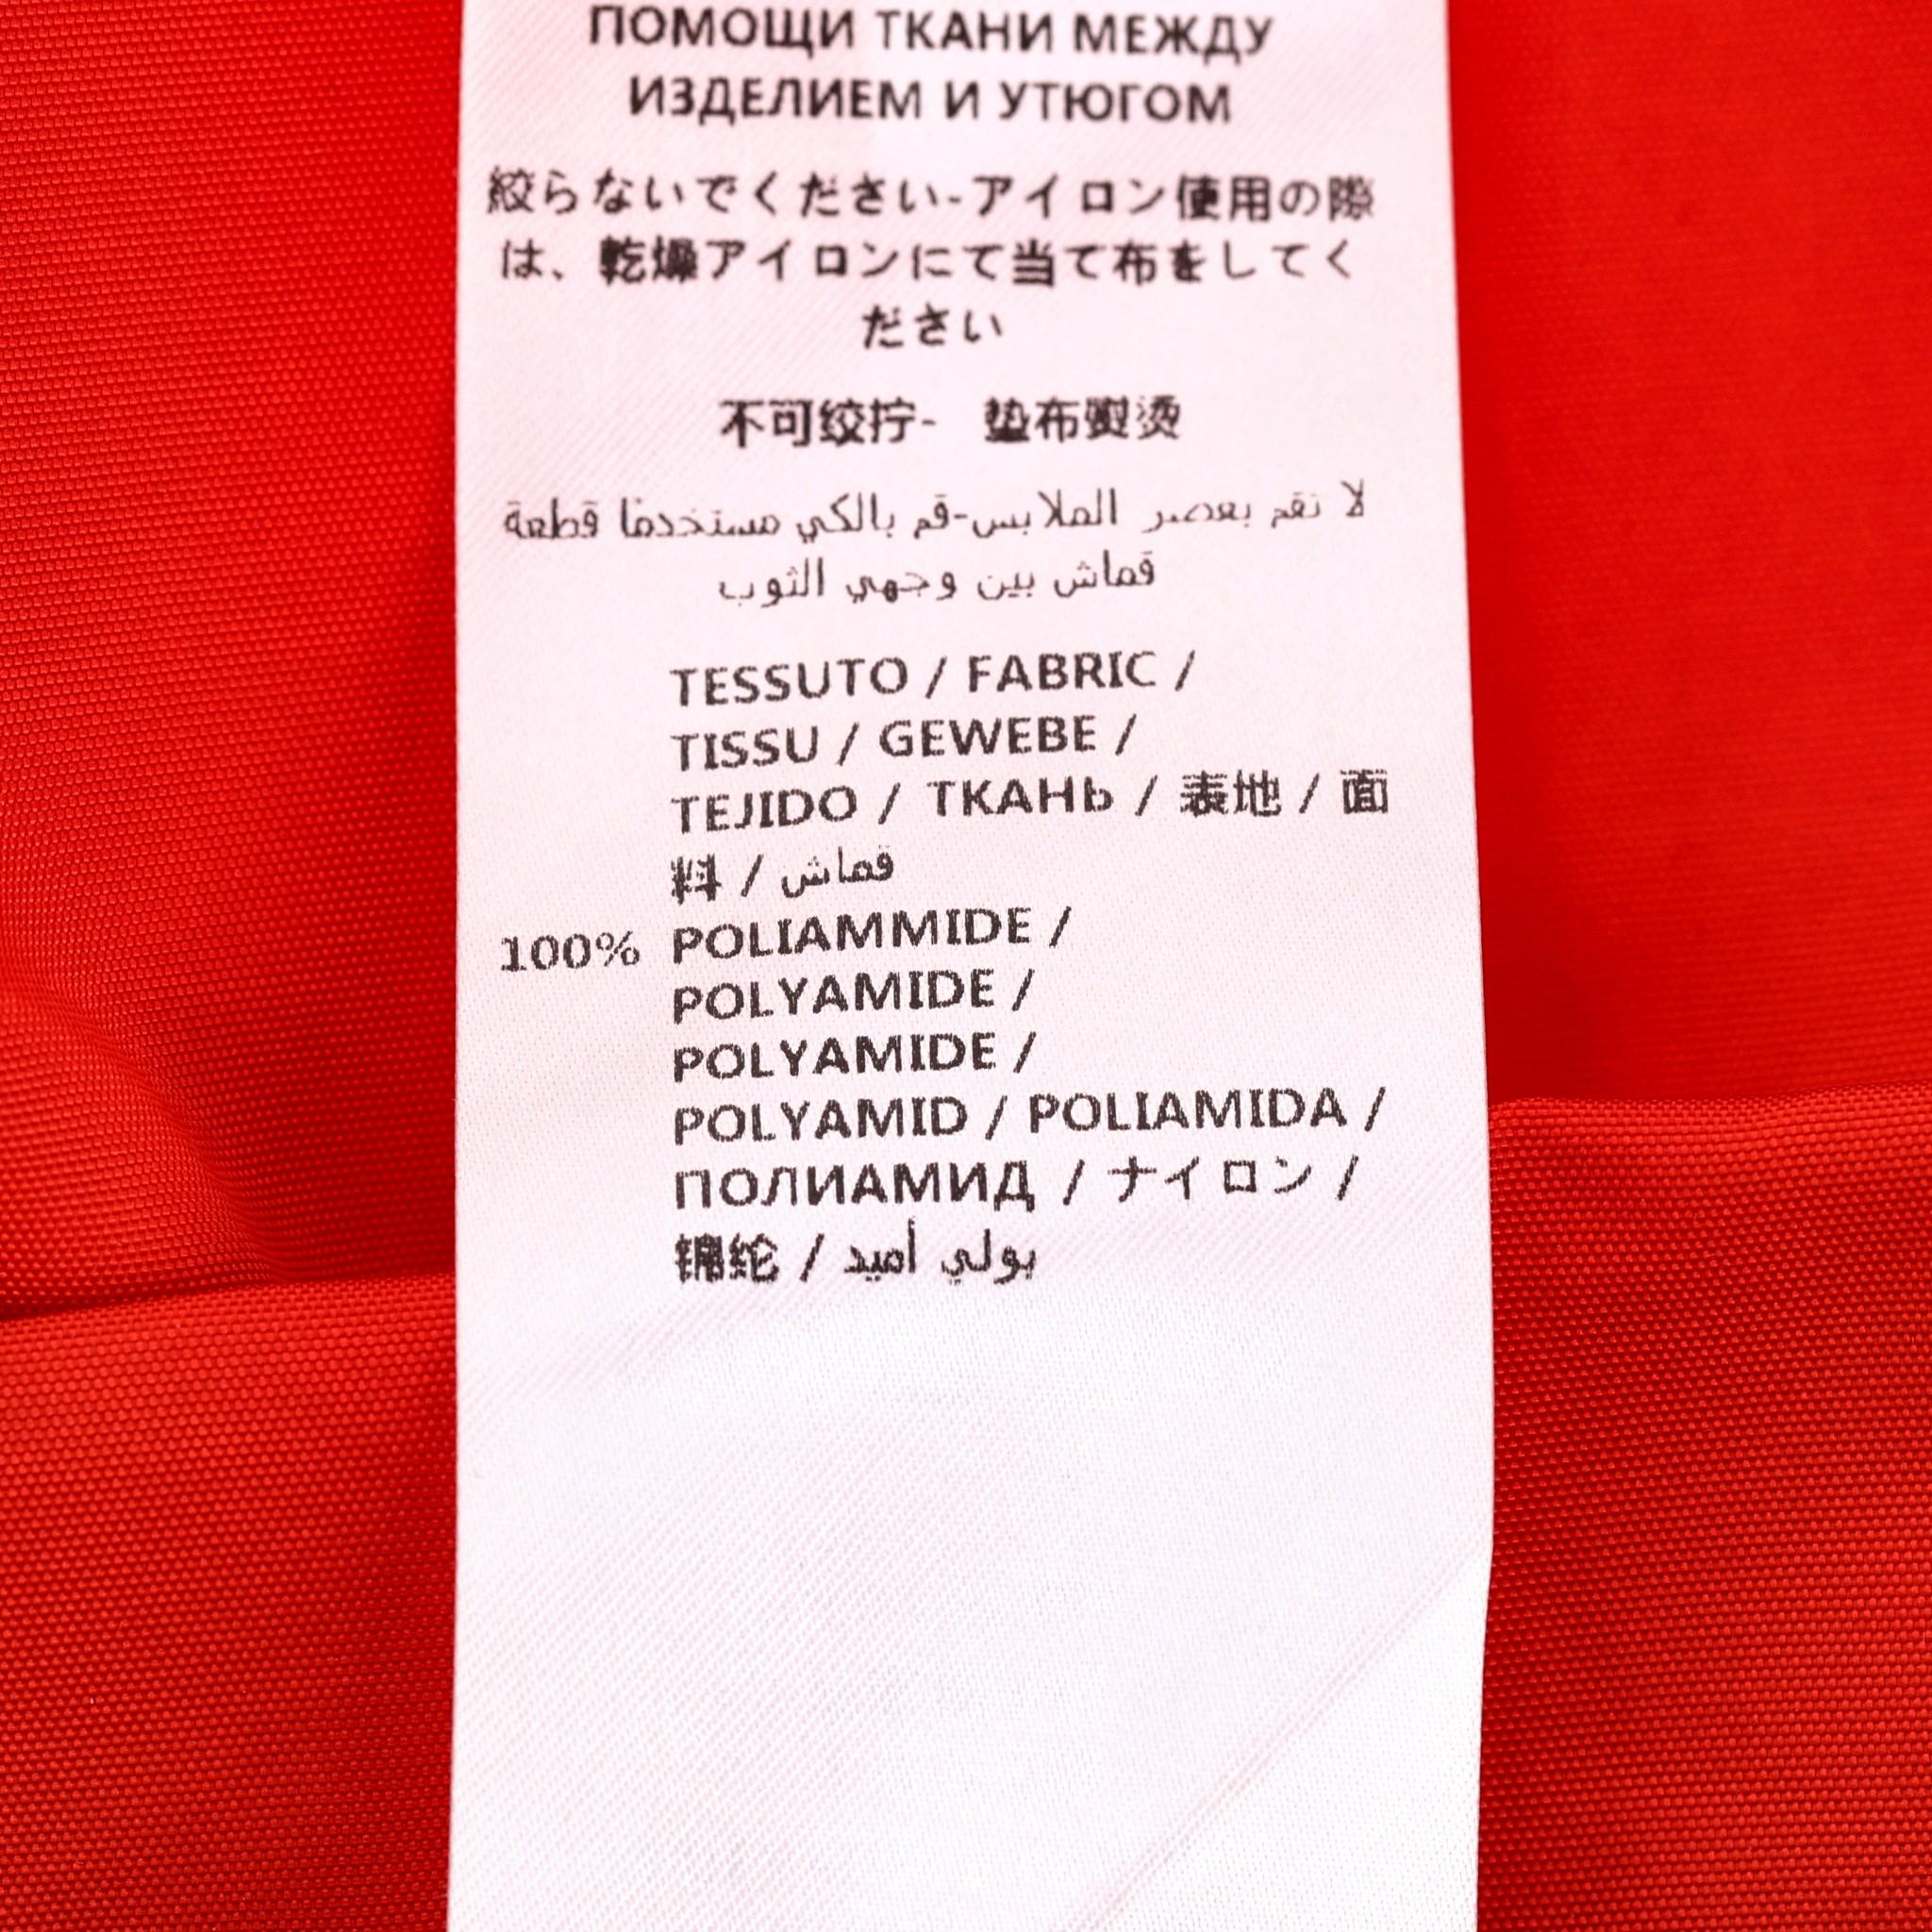 ПОМОЩИ ТКАНИ МЕЖДУ
ИЗДЕЛИЕМ И УТЮГОМ
絞らないでください-アイロン使用の際
は、乾燥アイロンにて当て布をしてく
ださい
不可绞拧- 垫布熨烫
لا تقم بعصر الملابس-قم بالكي مستخدمًا قطعة
قماش بين وجهي الثوب
TESSUTO / FABRIC /
TISSU / GEWEBE /
TEJIDO / ТКАНЬ / 表地 / 面
料 / قماش
100% POLIAMMIDE /
POLYAMIDE /
POLYAMIDE /
POLYAMID / POLIAMIDA /
ПОЛИАМИД / ナイロン /
锦纶 / بولي أميد